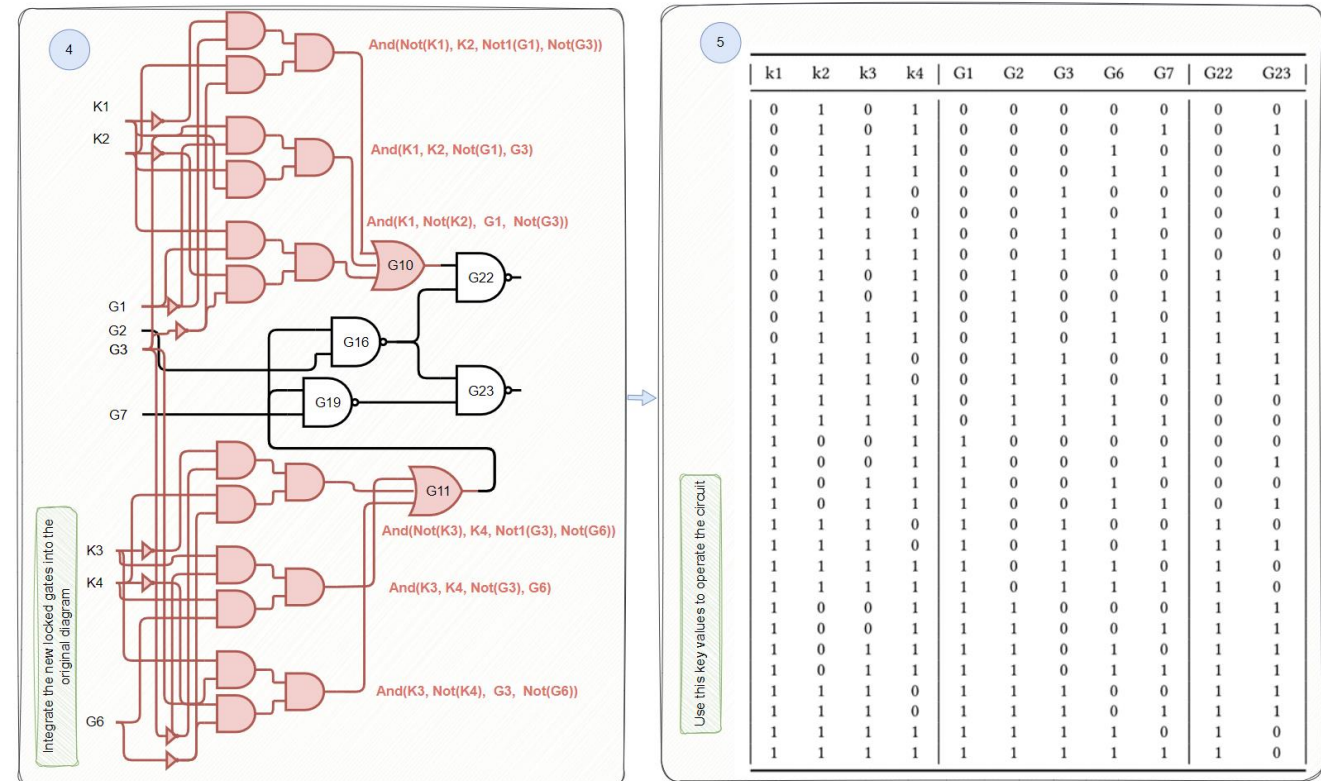 4
And(Not(K1), K2, Not1(G1), Not(G3))
K1
K2
And(K1, K2, Not(G1), G3)
And(K1, Not(K2), G1, Not(G3))
G10
G22
G1
G2
G3
G16
G23
G19
G7
G11
And(Not(K3), K4, Not1(G3), Not(G6))
K3
K4
And(K3, K4, Not(G3), G6)
And(K3, Not(K4), G3, Not(G6))
G6
Integrate the new locked gates into the
original diagram
5
k1 k2 k3 k4 G1 G2 G3 G6 G7 G22 G23
0 1 0 1 0 0 0 0 0 0 0
0 1 0 1 0 0 0 0 1 0 1
0 1 1 1 0 0 0 1 0 0 0
0 1 1 1 0 0 0 1 1 0 1
1 1 1 0 0 0 1 0 0 0 0
1 1 1 0 0 0 1 0 1 0 1
1 1 1 1 0 0 1 1 0 0 0
1 1 1 1 0 0 1 1 1 0 0
0 1 0 1 0 1 0 0 0 1 1
0 1 0 1 0 1 0 0 1 1 1
0 1 1 1 0 1 0 1 0 1 1
0 1 1 1 0 1 0 1 1 1 1
1 1 1 0 0 1 1 0 0 1 1
1 1 1 0 0 1 1 0 1 1 1
1 1 1 1 0 1 1 1 0 0 0
1 1 1 1 0 1 1 1 1 0 0
1 0 0 1 1 0 0 0 0 0 0
1 0 0 1 1 0 0 0 1 0 1
1 0 1 1 1 0 0 1 0 0 0
1 0 1 1 1 0 0 1 1 0 1
1 1 1 0 1 0 1 0 0 1 0
1 1 1 0 1 0 1 0 1 1 1
1 1 1 1 1 0 1 1 0 1 0
1 1 1 1 1 0 1 1 1 1 0
1 0 0 1 1 1 0 0 0 1 1
1 0 0 1 1 1 0 0 1 1 1
1 0 1 1 1 1 0 1 0 1 1
1 0 1 1 1 1 0 1 1 1 1
1 1 1 0 1 1 1 0 0 1 1
1 1 1 0 1 1 1 0 1 1 1
1 1 1 1 1 1 1 1 0 1 0
1 1 1 1 1 1 1 1 1 1 0
Use this key values to operate the circuit